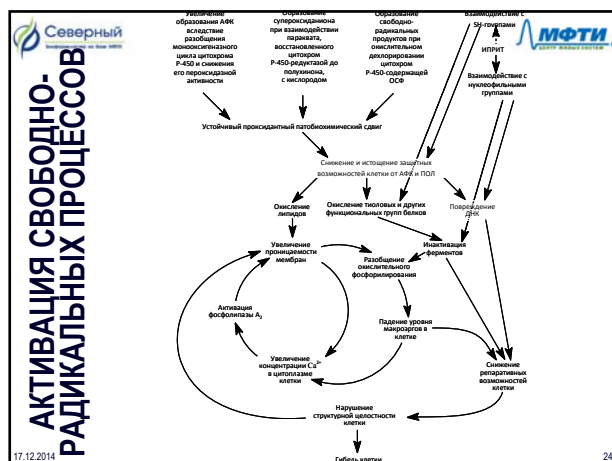 Северный
МФТИ
ЦЕНТР ЖИВЫХ СИСТЕМ
АКТИВАЦИЯ СВОБОДНО-
РАДИКАЛЬНЫХ ПРОЦЕССОВ
Увеличение
образования АФК
вследствие
разобщения
монооксигеназного
цикла цитохрома
Р-450 и снижения
его пероксидазной
активности
Образование
супероксиданиона
при взаимодействии
параквата,
восстановленного
цитохром
Р-450-редуктазой до
полухинона,
с кислородом
Образование
свободно-
радикальных
продуктов при
окислительном
дехлорировании
цитохром
Р-450-содержащей
ОСФ
Взаимодействие с
SH-группами
ИПРИТ
Взаимодействие с
нуклеофильными
группами
Устойчивый проксидантный патобиохимический сдвиг
Снижение и истощение защитных
возможностей клетки от АФК и ПОЛ
Окисление
липидов
Окисление тиоловых и других
функциональных групп белков
Повреждение
ДНК
Увеличение
проницаемости
мембран
Разобщение
окислительного
фосфорилирования
Инактивация
ферментов
Активация
фосфолипазы А₂
Падение уровня
макроэргов в
клетке
Увеличение
концентрации Ca²⁺
в цитоплазме
клетки
Снижение
репаративных
возможностей
клетки
Нарушение
структурной целостности
клетки
Гибель клетки
17.12.2014
24